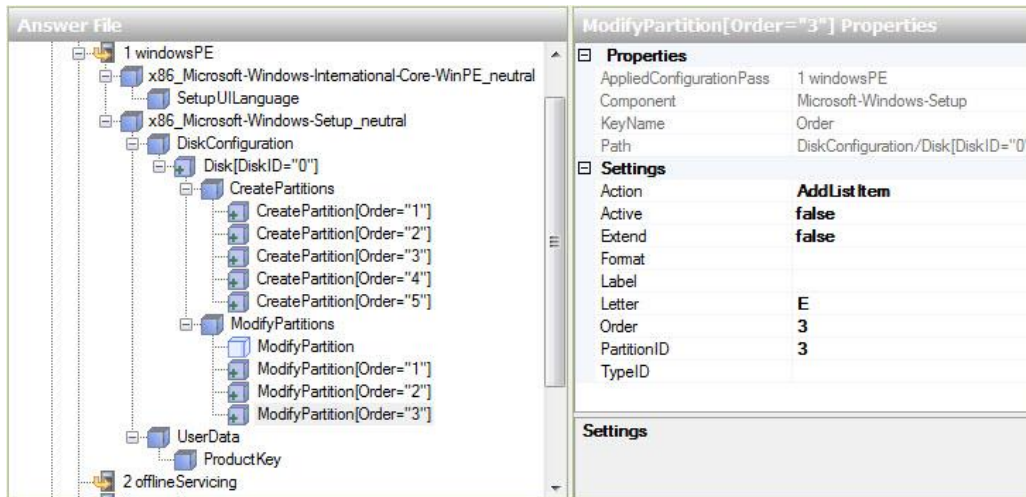 Answer File
1 windowsPE
x86_Microsoft-Windows-International-Core-WinPE_neutral
SetupUILanguage
x86_Microsoft-Windows-Setup_neutral
DiskConfiguration
Disk[DiskID="0"]
CreatePartitions
CreatePartition[Order="1"]
CreatePartition[Order="2"]
CreatePartition[Order="3"]
CreatePartition[Order="4"]
CreatePartition[Order="5"]
ModifyPartitions
ModifyPartition
ModifyPartition[Order="1"]
ModifyPartition[Order="2"]
ModifyPartition[Order="3"]
UserData
ProductKey
2 offlineServicing
ModifyPartition[Order="3"] Properties
Properties
AppliedConfigurationPass 1 windowsPE
Component Microsoft-Windows-Setup
KeyName Order
Path DiskConfiguration/Disk[DiskID="0"
Settings
Action AddListItem
Active false
Extend false
Format
Label
Letter E
Order 3
PartitionID 3
TypeID
Settings